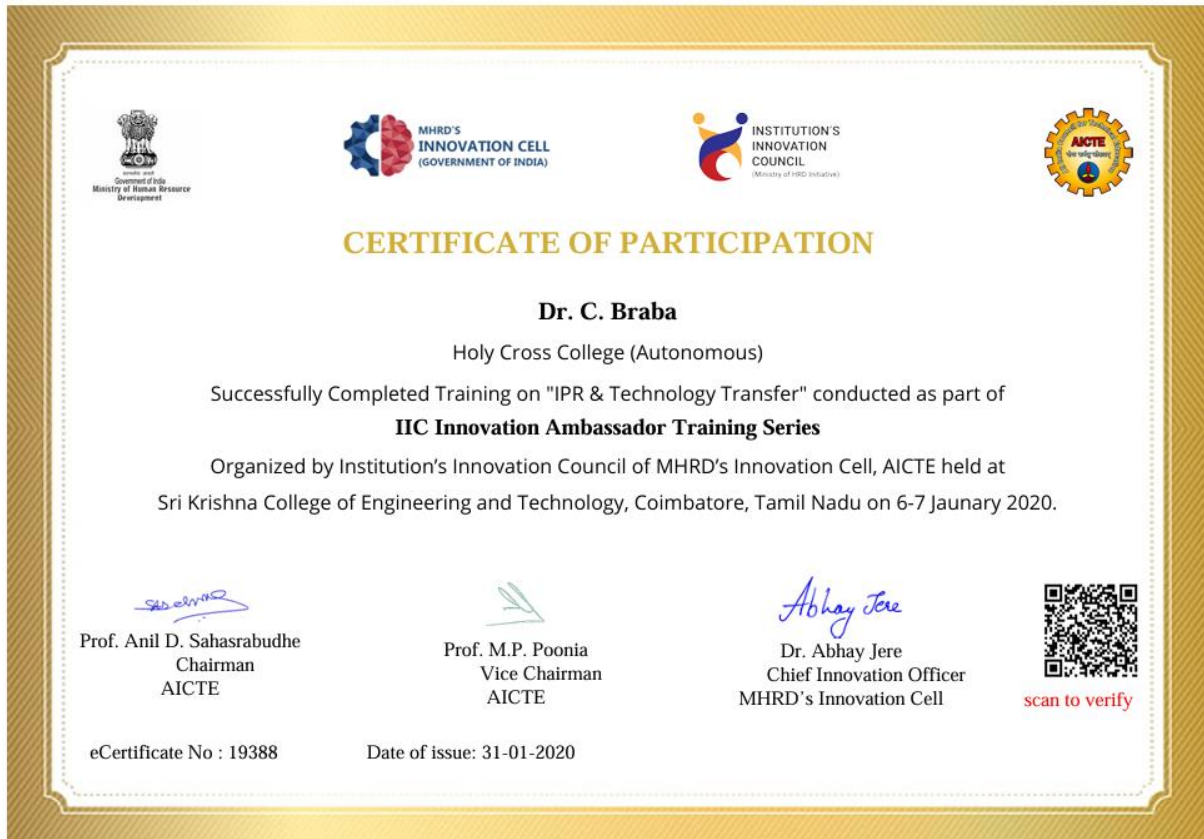 Government of India
Ministry of Human Resource
Development
MHRD'S
INNOVATION CELL
(GOVERNMENT OF INDIA)
INSTITUTION'S
INNOVATION
COUNCIL
(Ministry of HRD Initiative)
AICTE
CERTIFICATE OF PARTICIPATION
Dr. C. Braba
Holy Cross College (Autonomous)
Successfully Completed Training on "IPR & Technology Transfer" conducted as part of
IIC Innovation Ambassador Training Series
Organized by Institution's Innovation Council of MHRD's Innovation Cell, AICTE held at
Sri Krishna College of Engineering and Technology, Coimbatore, Tamil Nadu on 6-7 Jaunary 2020.
Abhay Jere
Prof. Anil D. Sahasrabudhe
Chairman
AICTE
Prof. M.P. Poonia
Vice Chairman
AICTE
Dr. Abhay Jere
Chief Innovation Officer
MHRD's Innovation Cell
scan to verify
eCertificate No : 19388
Date of issue: 31-01-2020